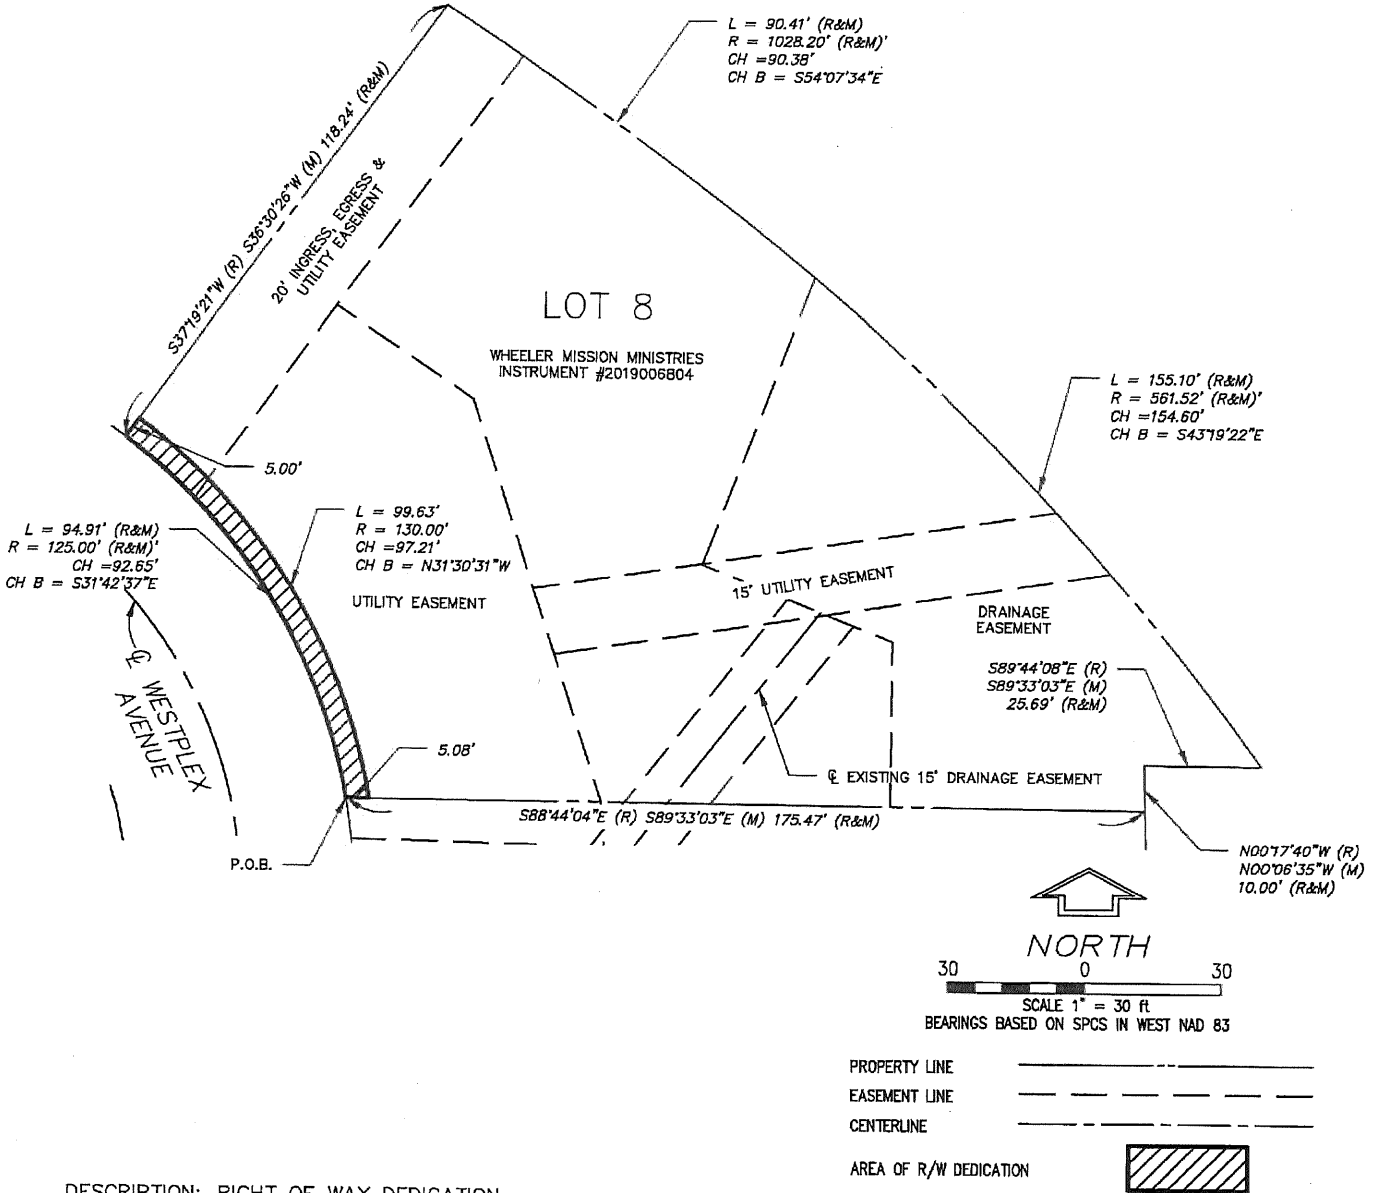 L = 90.41' (R&M)
R = 1028.20' (R&M)'
CH =90.38'
CH B = S54°07'34"E
S37°19'21"W (R) S36°30'26"W (M) 118.24' (R&M)
20' INGRESS, EGRESS &
UTILITY EASEMENT
LOT 8
WHEELER MISSION MINISTRIES
INSTRUMENT #2019006804
L = 155.10' (R&M)
R = 561.52' (R&M)'
CH =154.60'
CH B = S43°19'22"E
5.00'
L = 94.91' (R&M)
R = 125.00' (R&M)'
CH =92.65'
CH B = S31°42'37"E
L = 99.63'
R = 130.00'
CH =97.21'
CH B = N31°30'31"W
UTILITY EASEMENT
15' UTILITY EASEMENT
DRAINAGE
EASEMENT
S89°44'08"E (R)
S89°33'03"E (M)
25.69' (R&M)
℄ WESTPLEX
AVENUE
5.08'
℄ EXISTING 15' DRAINAGE EASEMENT
S88°44'04"E (R) S89°33'03"E (M) 175.47' (R&M)
P.O.B.
N00°17'40"W (R)
N00°06'35"W (M)
10.00' (R&M)
NORTH
30 0 30
SCALE 1" = 30 ft
BEARINGS BASED ON SPCS IN WEST NAD 83
PROPERTY LINE
EASEMENT LINE
CENTERLINE
AREA OF R/W DEDICATION
DESCRIPTION: RIGHT OF WAY DEDICATION